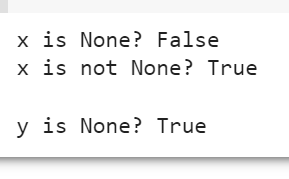 x is None? False
x is not None? True
y is None? True